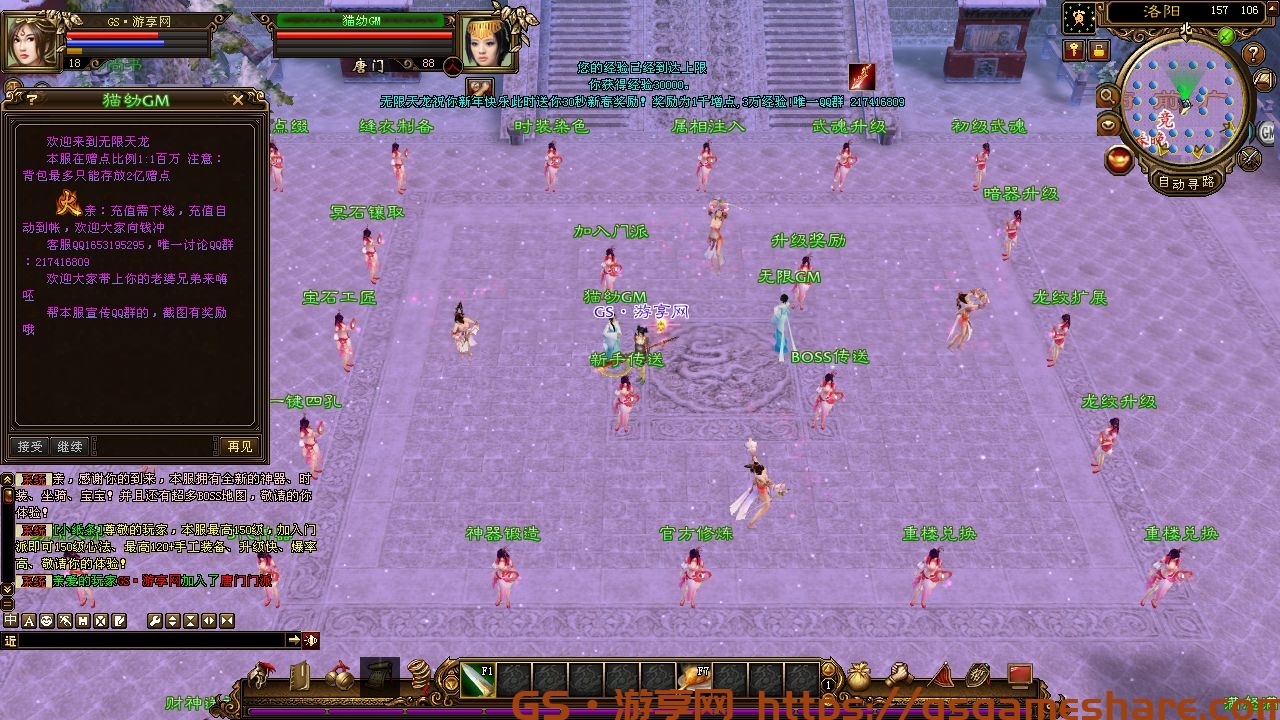 GS·游享网
18
猫幼GM
唐门
88
您的经验已经到达上限
你获得经验30000。
无限天龙祝你新年快乐此时送你30秒新春奖励!奖励为1千增点,3万经验!唯一QQ群 217416809
洛阳
157 106
北
GM
自动寻路
猫幼GM
欢迎来到无限天龙
本服在赠点比例1:1百万 注意:
背包最多只能存放2亿赠点
亲:充值需下线,充值自
动到帐,欢迎大家向钱冲
客服QQ1653195295,唯一讨论QQ群
:217416809
欢迎大家带上你的老婆兄弟来嗨
呸
帮本服宣传QQ群的,截图有奖励
哦
接受
继续
再见
点缀
缝衣制备
时装染色
属相注入
武魂升级
初级武魂
冥石镶取
加入门派
升级奖励
暗器升级
无限GM
宝石工匠
猫幼GM
GS·游享网
龙纹扩展
新手传送
BOSS传送
一键四孔
龙纹升级
神器锻造
官方修炼
重楼兑换
重楼兑换
系统 亲,感谢你的到来,本服拥有全新的神器、时
装、坐骑、宝宝!并且还有超多BOSS地图,敬请的你
体验!
系统 [小纸条]尊敬的玩家,本服最高150级,加入门
派即可150级心法、最高120*手工装备、升级快、爆率
高、敬请你的体验!
系统 亲爱的玩家GS·游享网加入了唐门门派
近
F1
F7
1
财神
GS·游享网 https://gsgameshare.com